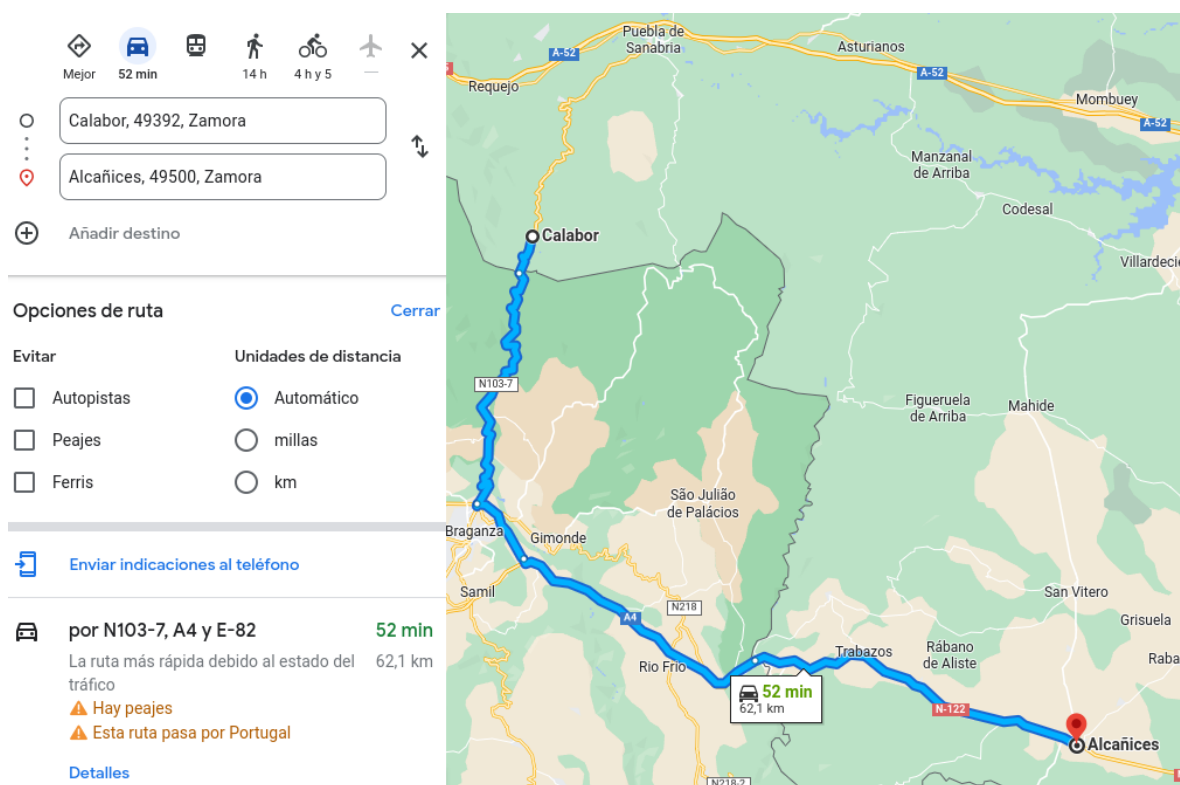 Mejor
52 min
14 h
4 h y 5
—
Calabor, 49392, Zamora
Alcañices, 49500, Zamora
Añadir destino
Opciones de ruta
Cerrar
Evitar
Unidades de distancia
Autopistas
Automático
Peajes
millas
Ferris
km
Enviar indicaciones al teléfono
por N103-7, A4 y E-82
52 min
La ruta más rápida debido al estado del
tráfico
62,1 km
Hay peajes
Esta ruta pasa por Portugal
Detalles
Puebla de
Sanabria
A-52
Asturianos
A-52
Requejo
Mombuey
A-52
Manzanal
de Arriba
Codesal
Calabor
Villardecie
N103-7
Figueruela
de Arriba
Mahide
São Julião
de Palácios
Braganza
Gimonde
Samil
N218
San Vitero
A4
Grisuela
Rio Frio
Trabazos
Rábano
de Aliste
Raba
52 min
62,1 km
N-122
Alcañices
N218-2